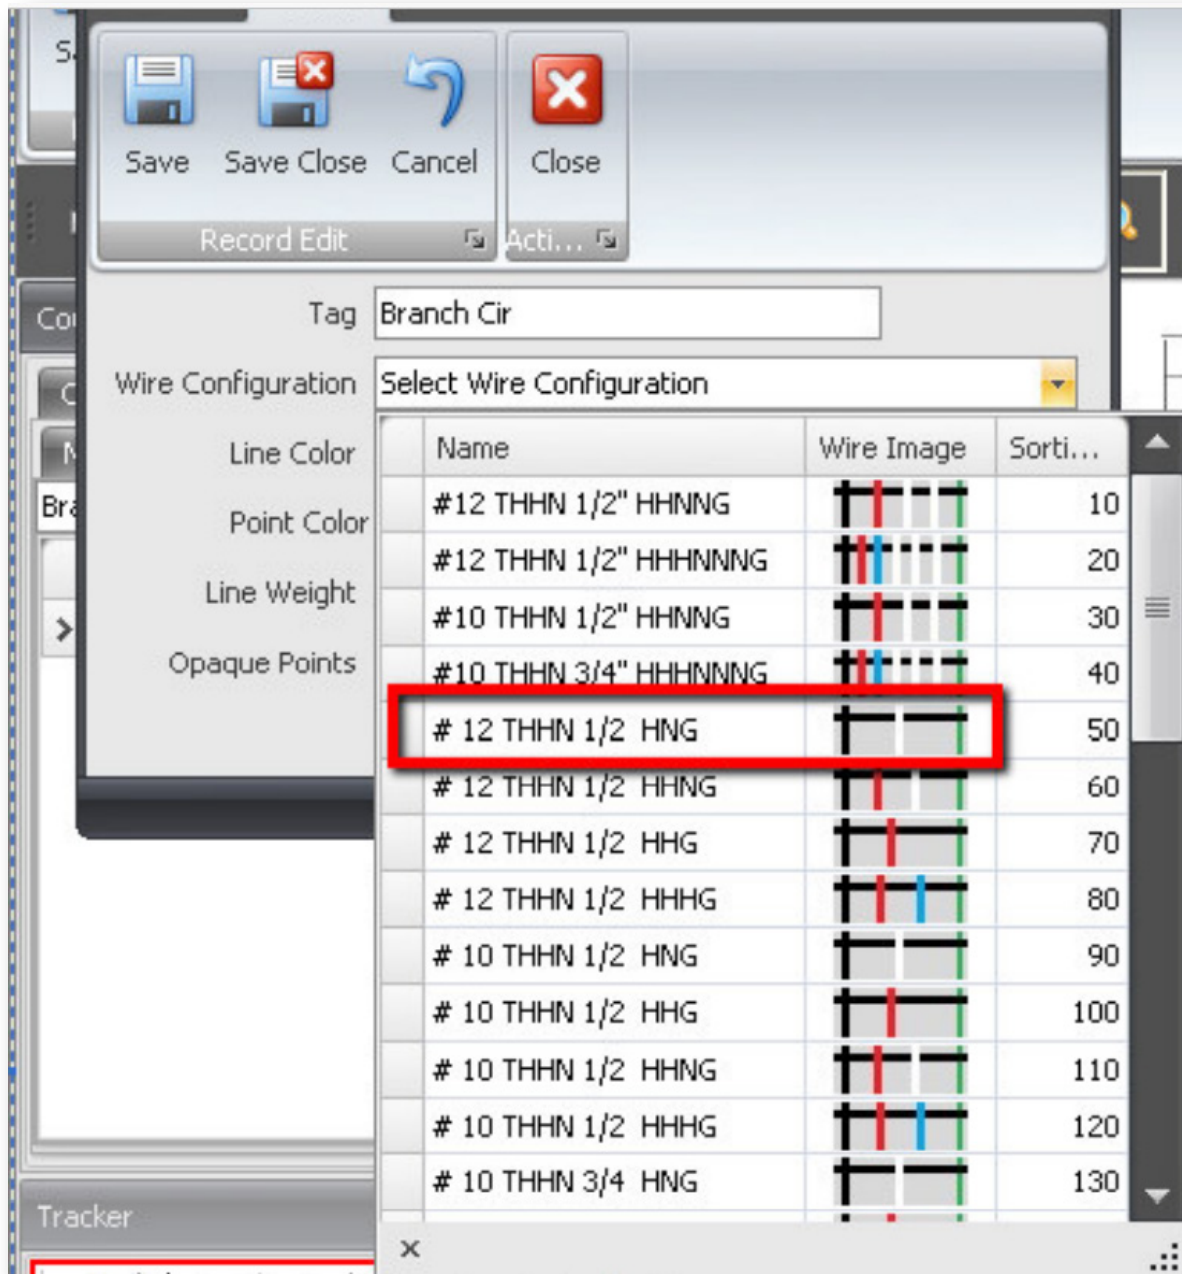 Save Save Close Cancel Close
Record Edit Acti...
Tag Branch Cir
Wire Configuration Select Wire Configuration
Line Color
Point Color
Line Weight
Opaque Points
Name Wire Image Sorti...
#12 THHN 1/2" HHNNG 10
#12 THHN 1/2" HHHNNNG 20
#10 THHN 1/2" HHNNG 30
#10 THHN 3/4" HHHNNNG 40
# 12 THHN 1/2 HNG 50
# 12 THHN 1/2 HHNG 60
# 12 THHN 1/2 HHG 70
# 12 THHN 1/2 HHHG 80
# 10 THHN 1/2 HNG 90
# 10 THHN 1/2 HHG 100
# 10 THHN 1/2 HHNG 110
# 10 THHN 1/2 HHHG 120
# 10 THHN 3/4 HNG 130
Tracker